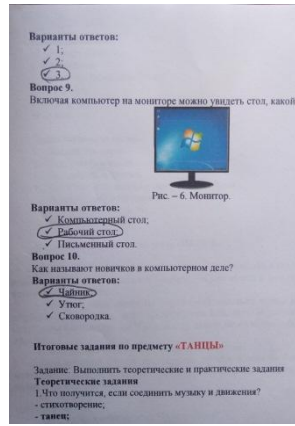 Варианты ответов:
✓ 1;
✓ 2;
✓ 3.
Вопрос 9.
Включая компьютер на мониторе можно увидеть стол, какой
Рис. – 6. Монитор.
Варианты ответов:
✓ Компьютерный стол;
✓ Рабочий стол;
✓ Письменный стол.
Вопрос 10.
Как называют новичков в компьютерном деле?
Варианты ответов:
✓ Чайник;
✓ Утюг;
✓ Сковородка.
Итоговые задания по предмету «ТАНЦЫ»
Задание. Выполнить теоретические и практические задания
Теоретические задания
1.Что получится, если соединить музыку и движения?
- стихотворение;
- танец;